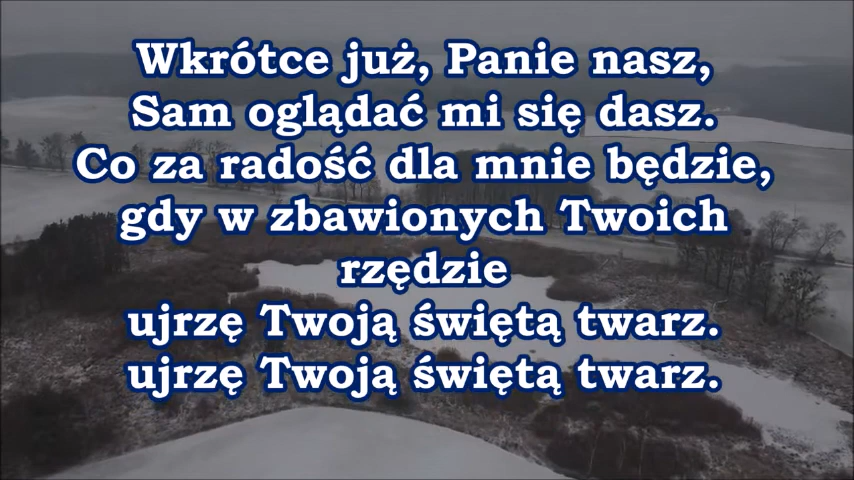 Wkrótce już, Panie nasz,
Sam oglądać mi się dasz.
Co za radość dla mnie będzie,
gdy w zbawionych Twoich
rzędzie
ujrzę Twoją świętą twarz.
ujrzę Twoją świętą twarz.